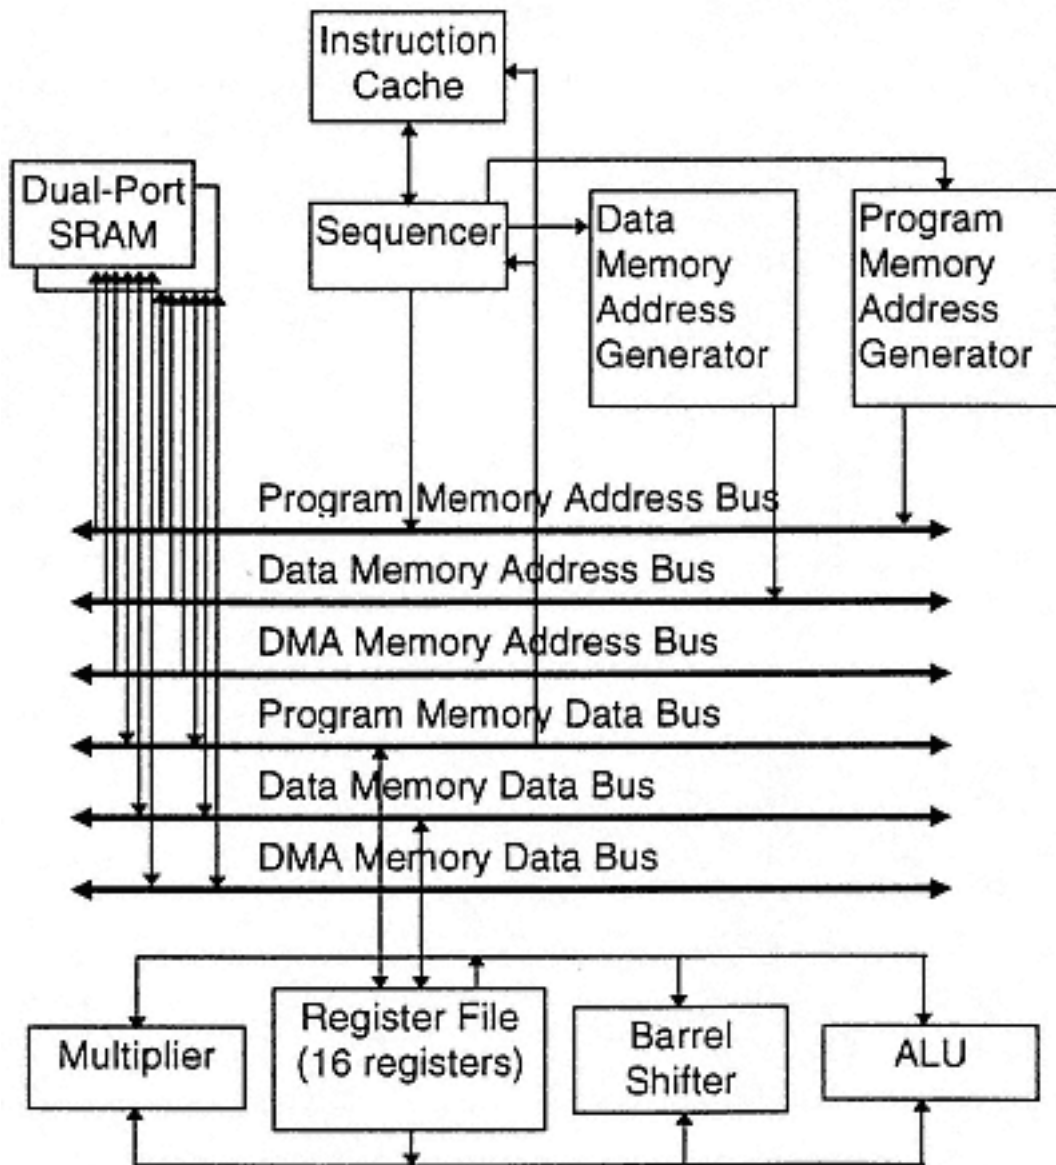 Instruction
Cache
Dual-Port
SRAM
Sequencer
Data
Memory
Address
Generator
Program
Memory
Address
Generator
Program Memory Address Bus
Data Memory Address Bus
DMA Memory Address Bus
Program Memory Data Bus
Data Memory Data Bus
DMA Memory Data Bus
Multiplier
Register File
(16 registers)
Barrel
Shifter
ALU